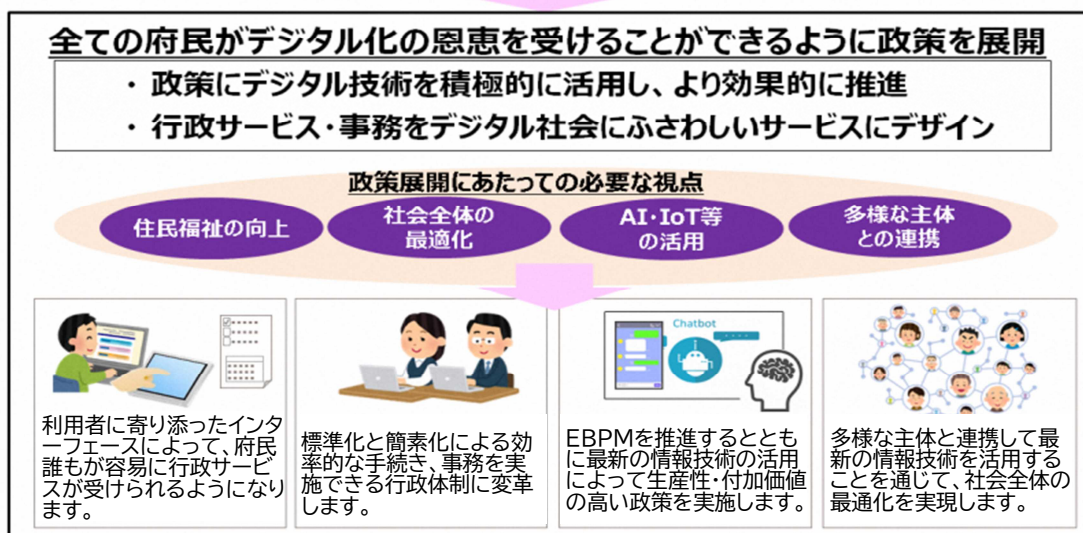 全ての府民がデジタル化の恩恵を受けることができるように政策を展開
・ 政策にデジタル技術を積極的に活用し、より効果的に推進
・ 行政サービス・事務をデジタル社会にふさわしいサービスにデザイン
政策展開にあたっての必要な視点
住民福祉の向上
社会全体の
最適化
AI・IoT等
の活用
多様な主体
との連携
Chatbot
利用者に寄り添ったインタ
ーフェースによって、府民
誰もが容易に行政サービ
スが受けられるようになり
ます。
標準化と簡素化による効
率的な手続き、事務を実
施できる行政体制に変革
します。
EBPMを推進するととも
に最新の情報技術の活用
によって生産性・付加価値
の高い政策を実施します。
多様な主体と連携して最
新の情報技術を活用する
ことを通じて、社会全体の
最通化を実現します。